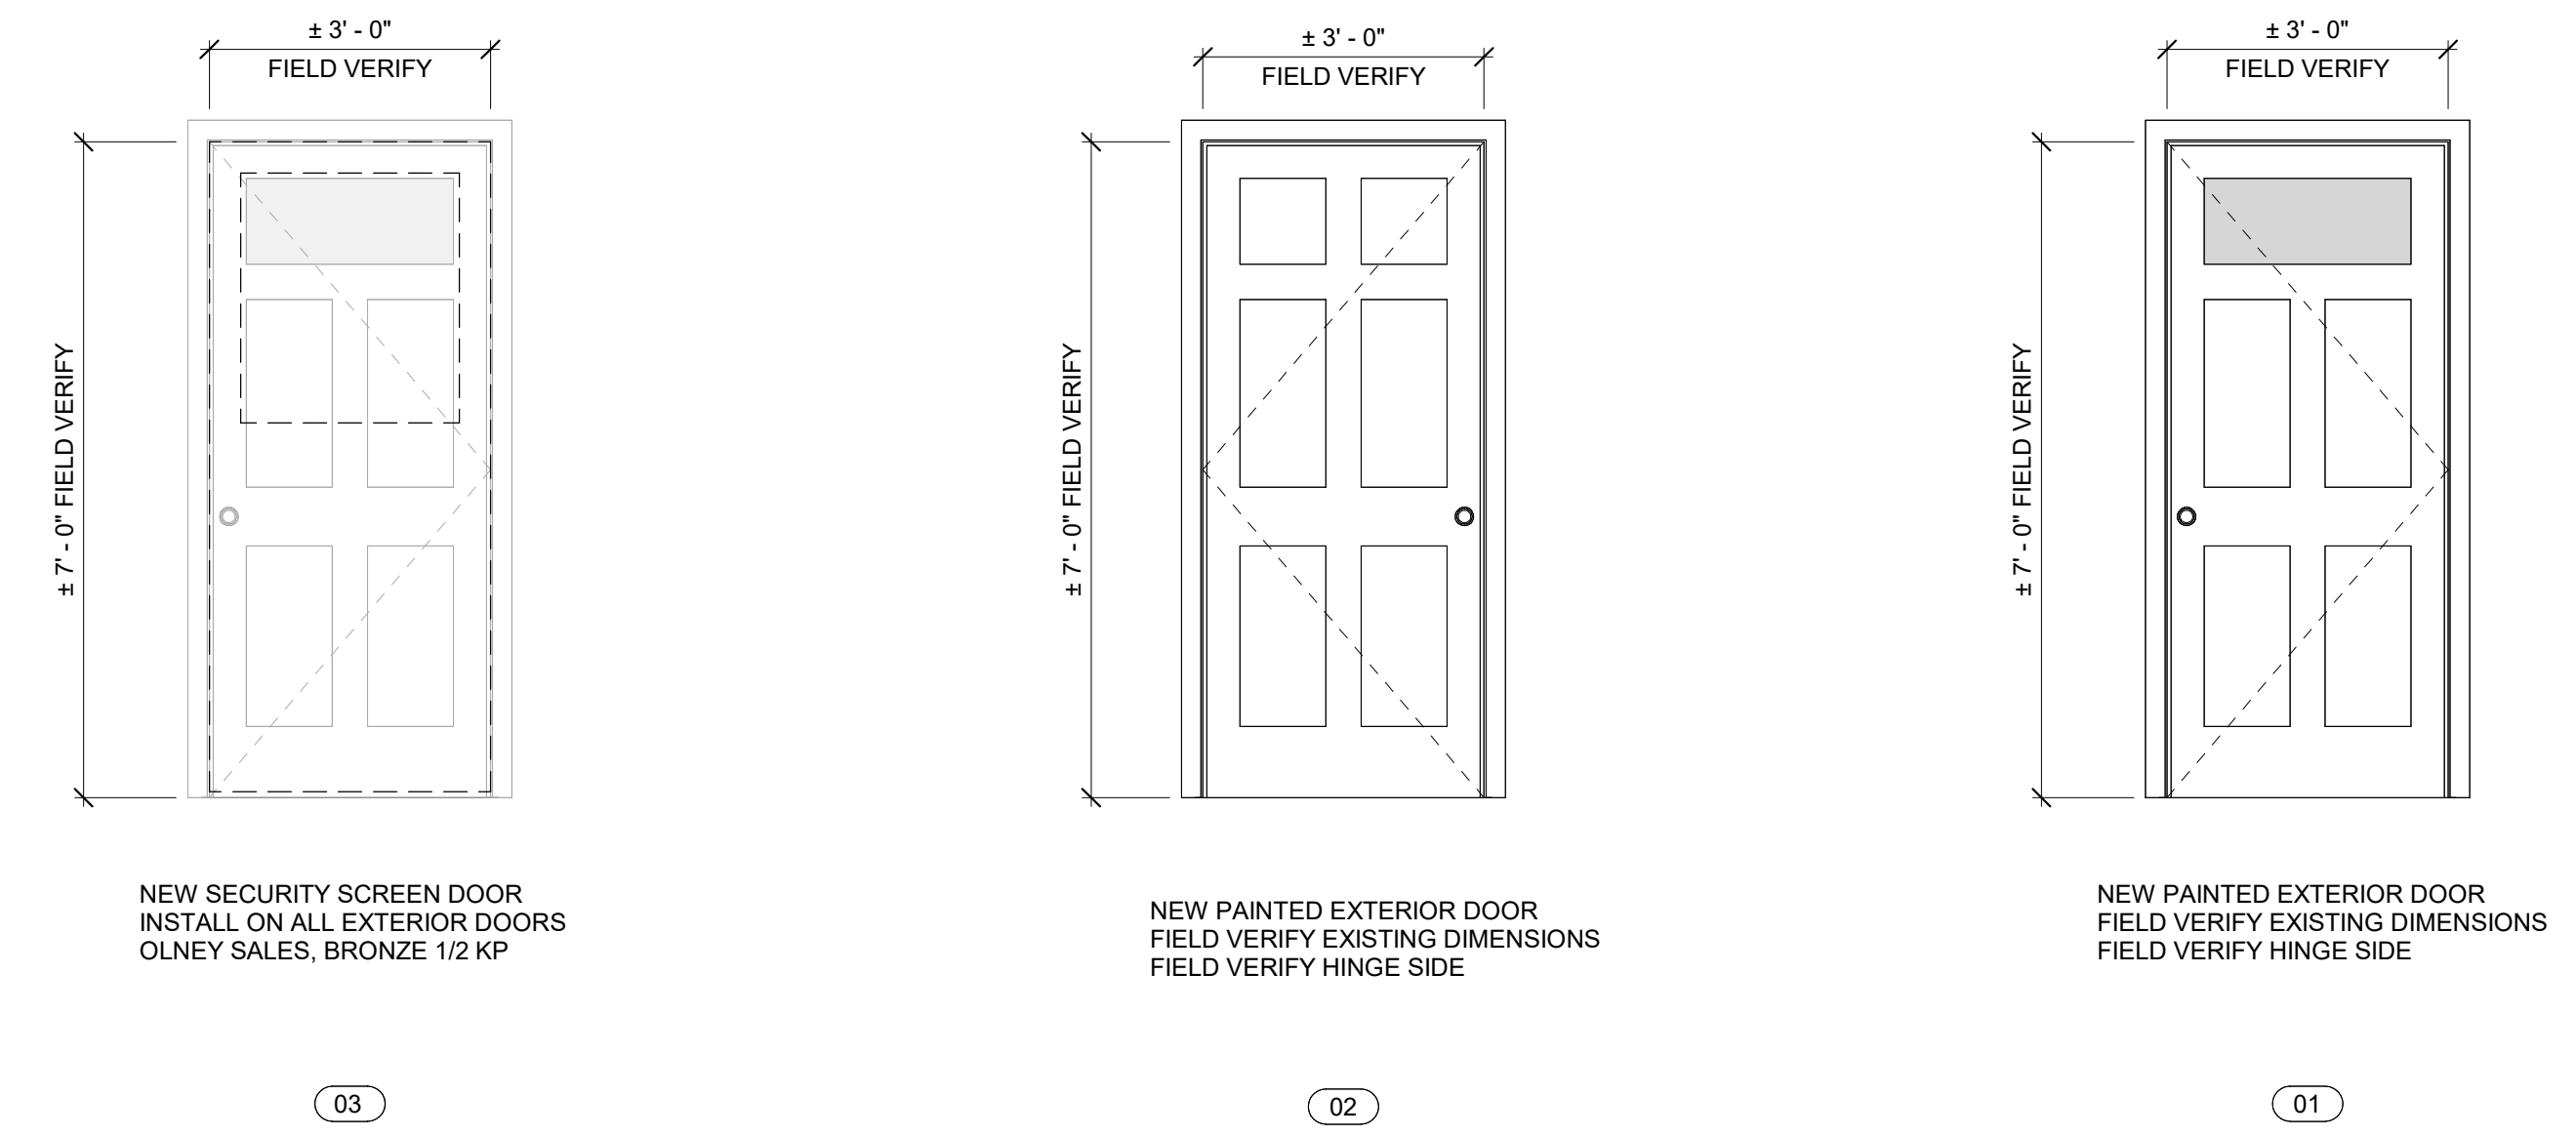 ± 3' - 0"
FIELD VERIFY
± 7' - 0" FIELD VERIFY
NEW SECURITY SCREEN DOOR
INSTALL ON ALL EXTERIOR DOORS
OLNEY SALES, BRONZE 1/2 KP
03
± 3' - 0"
FIELD VERIFY
± 7' - 0" FIELD VERIFY
NEW PAINTED EXTERIOR DOOR
FIELD VERIFY EXISTING DIMENSIONS
FIELD VERIFY HINGE SIDE
02
± 3' - 0"
FIELD VERIFY
± 7' - 0" FIELD VERIFY
NEW PAINTED EXTERIOR DOOR
FIELD VERIFY EXISTING DIMENSIONS
FIELD VERIFY HINGE SIDE
01